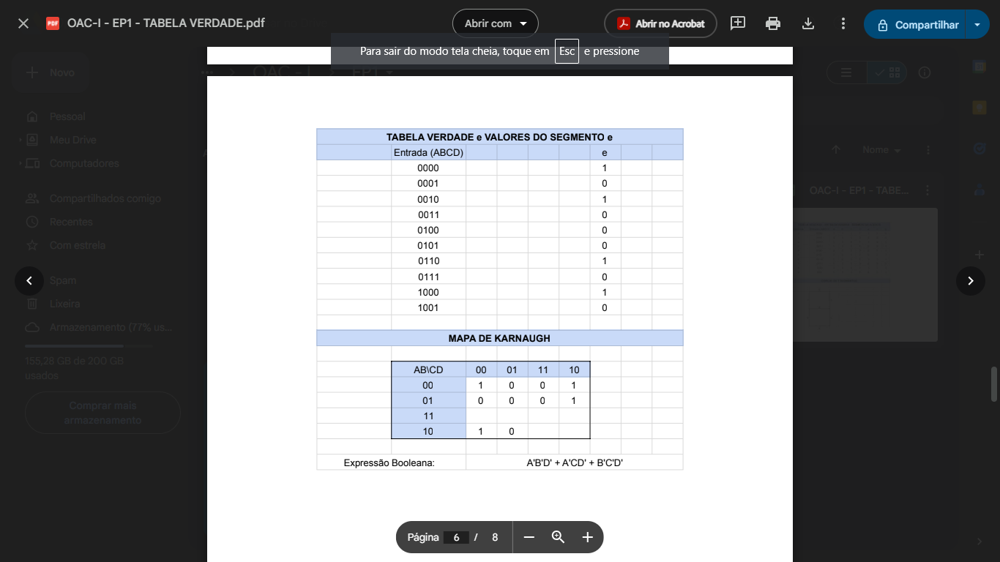 OAC-I - EP1 - TABELA VERDADE.pdf
Abrir com
Abrir no Acrobat
Compartilhar
Para sair do modo tela cheia, toque em Esc e pressione
Novo
OAC - I
EP1
Pessoal
Meu Drive
Computadores
Nome
Compartilhados comigo
OAC-I - EP1 - TABE...
Recentes
Com estrela
Spam
Lixeira
Armazenamento (77% us...
155,28 GB de 200 GB
usados
Comprar mais
armazenamento
TABELA VERDADE e VALORES DO SEGMENTO e
Entrada (ABCD) e
0000 1
0001 0
0010 1
0011 0
0100 0
0101 0
0110 1
0111 0
1000 1
1001 0
MAPA DE KARNAUGH
AB\CD 00 01 11 10
00 1 0 0 1
01 0 0 0 1
11
10 1 0
Expressão Booleana: A'B'D' + A'CD' + B'C'D'
Página 6 / 8